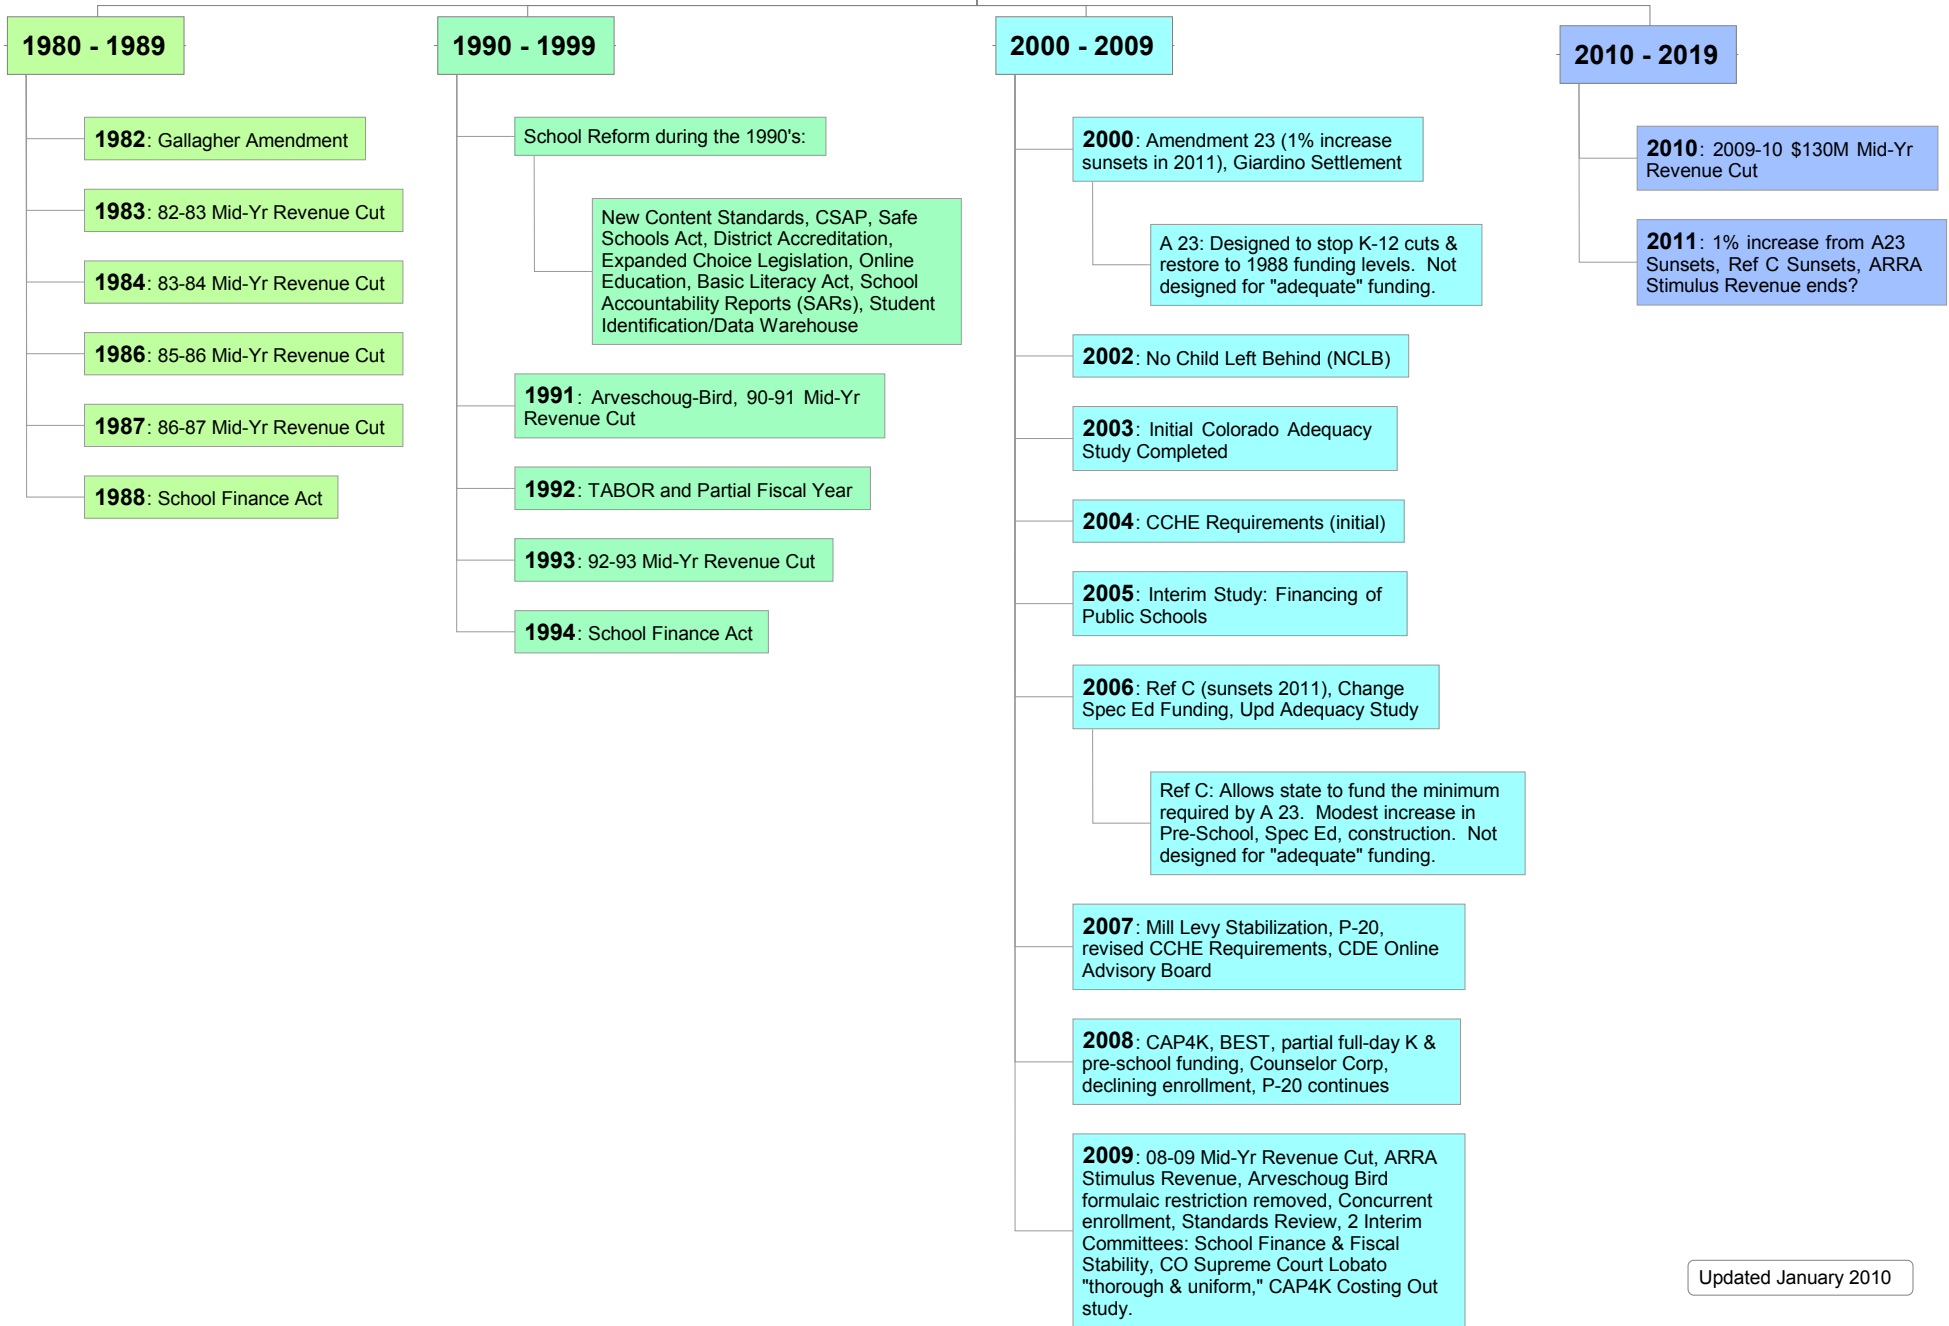 1980 - 1989
1982: Gallagher Amendment
1983: 82-83 Mid-Yr Revenue Cut
1984: 83-84 Mid-Yr Revenue Cut
1986: 85-86 Mid-Yr Revenue Cut
1987: 86-87 Mid-Yr Revenue Cut
1988: School Finance Act
1990 - 1999
School Reform during the 1990's:
New Content Standards, CSAP, Safe
Schools Act, District Accreditation,
Expanded Choice Legislation, Online
Education, Basic Literacy Act, School
Accountability Reports (SARs), Student
Identification/Data Warehouse
1991: Arveschoug-Bird, 90-91 Mid-Yr
Revenue Cut
1992: TABOR and Partial Fiscal Year
1993: 92-93 Mid-Yr Revenue Cut
1994: School Finance Act
2000 - 2009
2000: Amendment 23 (1% increase
sunsets in 2011), Giardino Settlement
A 23: Designed to stop K-12 cuts &
restore to 1988 funding levels. Not
designed for "adequate" funding.
2002: No Child Left Behind (NCLB)
2003: Initial Colorado Adequacy
Study Completed
2004: CCHE Requirements (initial)
2005: Interim Study: Financing of
Public Schools
2006: Ref C (sunsets 2011), Change
Spec Ed Funding, Upd Adequacy Study
Ref C: Allows state to fund the minimum
required by A 23. Modest increase in
Pre-School, Spec Ed, construction. Not
designed for "adequate" funding.
2007: Mill Levy Stabilization, P-20,
revised CCHE Requirements, CDE Online
Advisory Board
2008: CAP4K, BEST, partial full-day K &
pre-school funding, Counselor Corp,
declining enrollment, P-20 continues
2009: 08-09 Mid-Yr Revenue Cut, ARRA
Stimulus Revenue, Arveschoug Bird
formulaic restriction removed, Concurrent
enrollment, Standards Review, 2 Interim
Committees: School Finance & Fiscal
Stability, CO Supreme Court Lobato
"thorough & uniform," CAP4K Costing Out
study.
2010 - 2019
2010: 2009-10 $130M Mid-Yr
Revenue Cut
2011: 1% increase from A23
Sunsets, Ref C Sunsets, ARRA
Stimulus Revenue ends?
Updated January 2010